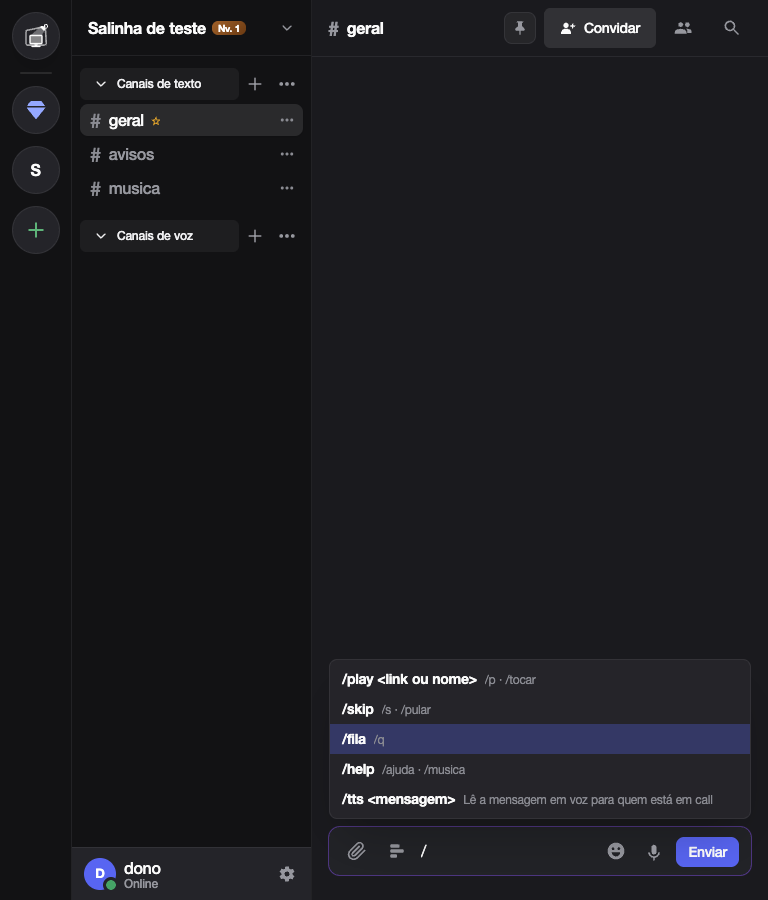 Salinha de teste Nv. 1
S
Canais de texto
# geral ☆
# avisos
# musica
Canais de voz
D
dono
Online
# geral
Convidar
/play <link ou nome> /p · /tocar
/skip /s · /pular
/fila /q
/help /ajuda · /musica
/tts <mensagem> Lê a mensagem em voz para quem está em call
/
Enviar